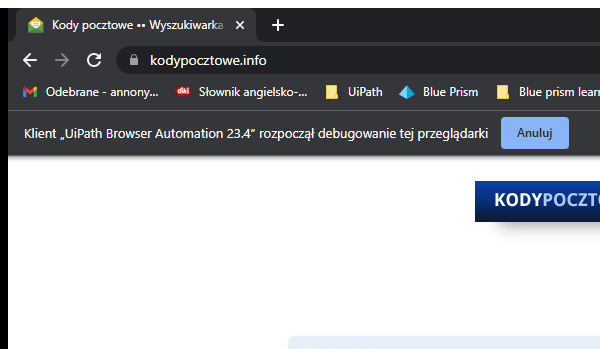 Kody pocztowe •• Wyszukiwarka
kodypocztowe.info
Odebrane - annony... Słownik angielsko-... UiPath Blue Prism Blue prism lear
Klient „UiPath Browser Automation 23.4” rozpoczął debugowanie tej przeglądarki Anuluj
KODYPOCZT